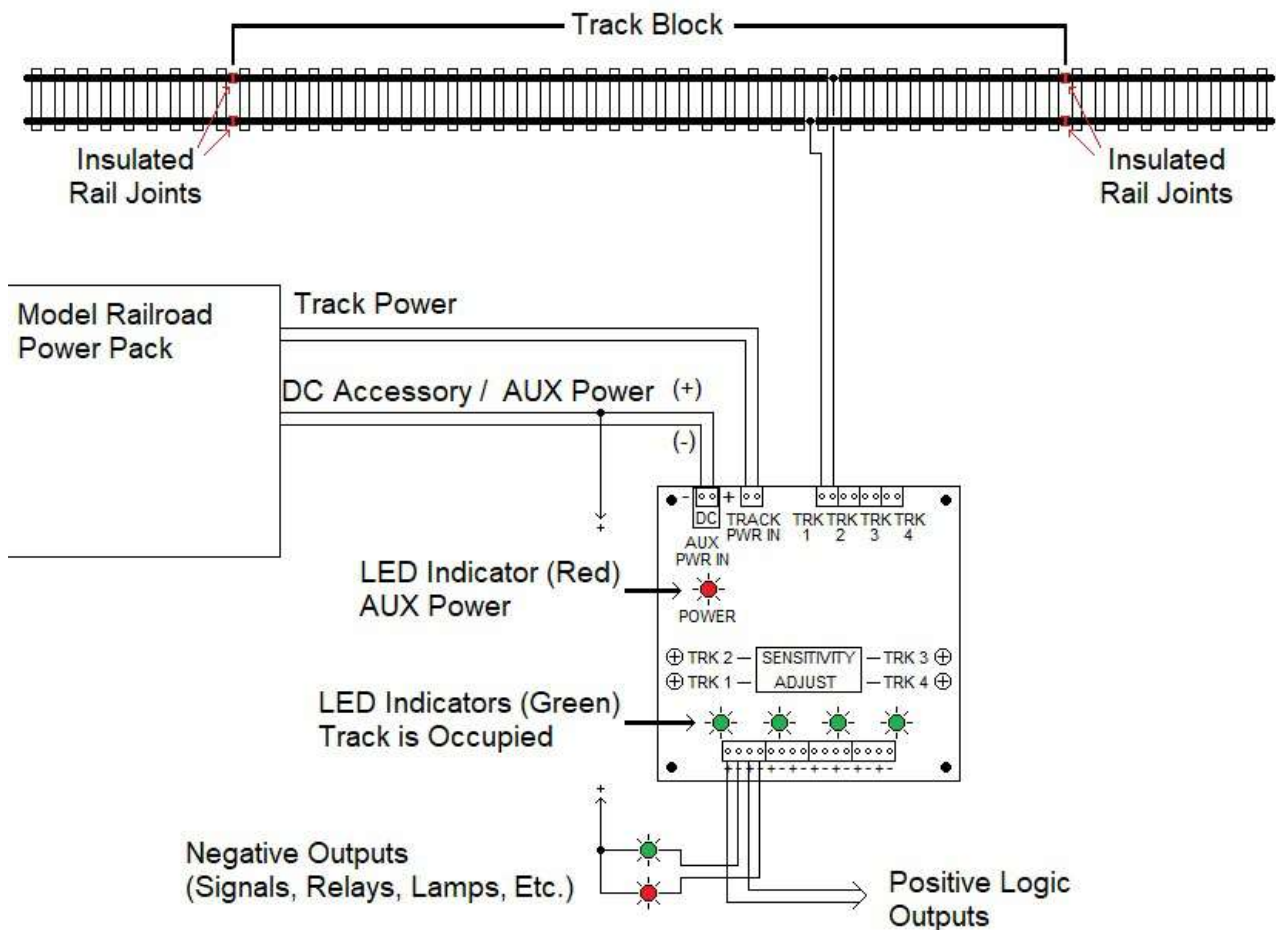 Track Block
Insulated
Rail Joints
Insulated
Rail Joints
Model Railroad
Power Pack
Track Power
DC Accessory / AUX Power (+)
(-)
- +
DC
AUX
PWR IN
TRACK
PWR IN
TRK TRK TRK TRK
1 2 3 4
+
LED Indicator (Red)
AUX Power
POWER
TRK 2 — SENSITIVITY — TRK 3
TRK 1 — ADJUST — TRK 4
LED Indicators (Green)
Track is Occupied
+ - + - + - + - + - + - + - + -
+
Negative Outputs
(Signals, Relays, Lamps, Etc.)
Positive Logic
Outputs